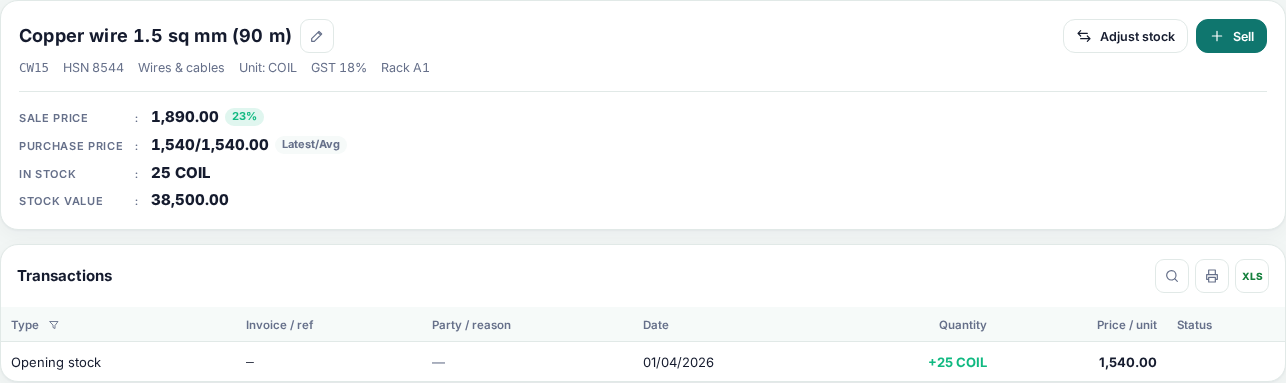 Copper wire 1.5 sq mm (90 m)
Adjust stock
Sell
CW15 HSN 8544 Wires & cables Unit: COIL GST 18% Rack A1
SALE PRICE : 1,890.00 23%
PURCHASE PRICE : 1,540/1,540.00 Latest/Avg
IN STOCK : 25 COIL
STOCK VALUE : 38,500.00
Transactions
XLS
Type Invoice / ref Party / reason Date Quantity Price / unit Status
Opening stock – — 01/04/2026 +25 COIL 1,540.00